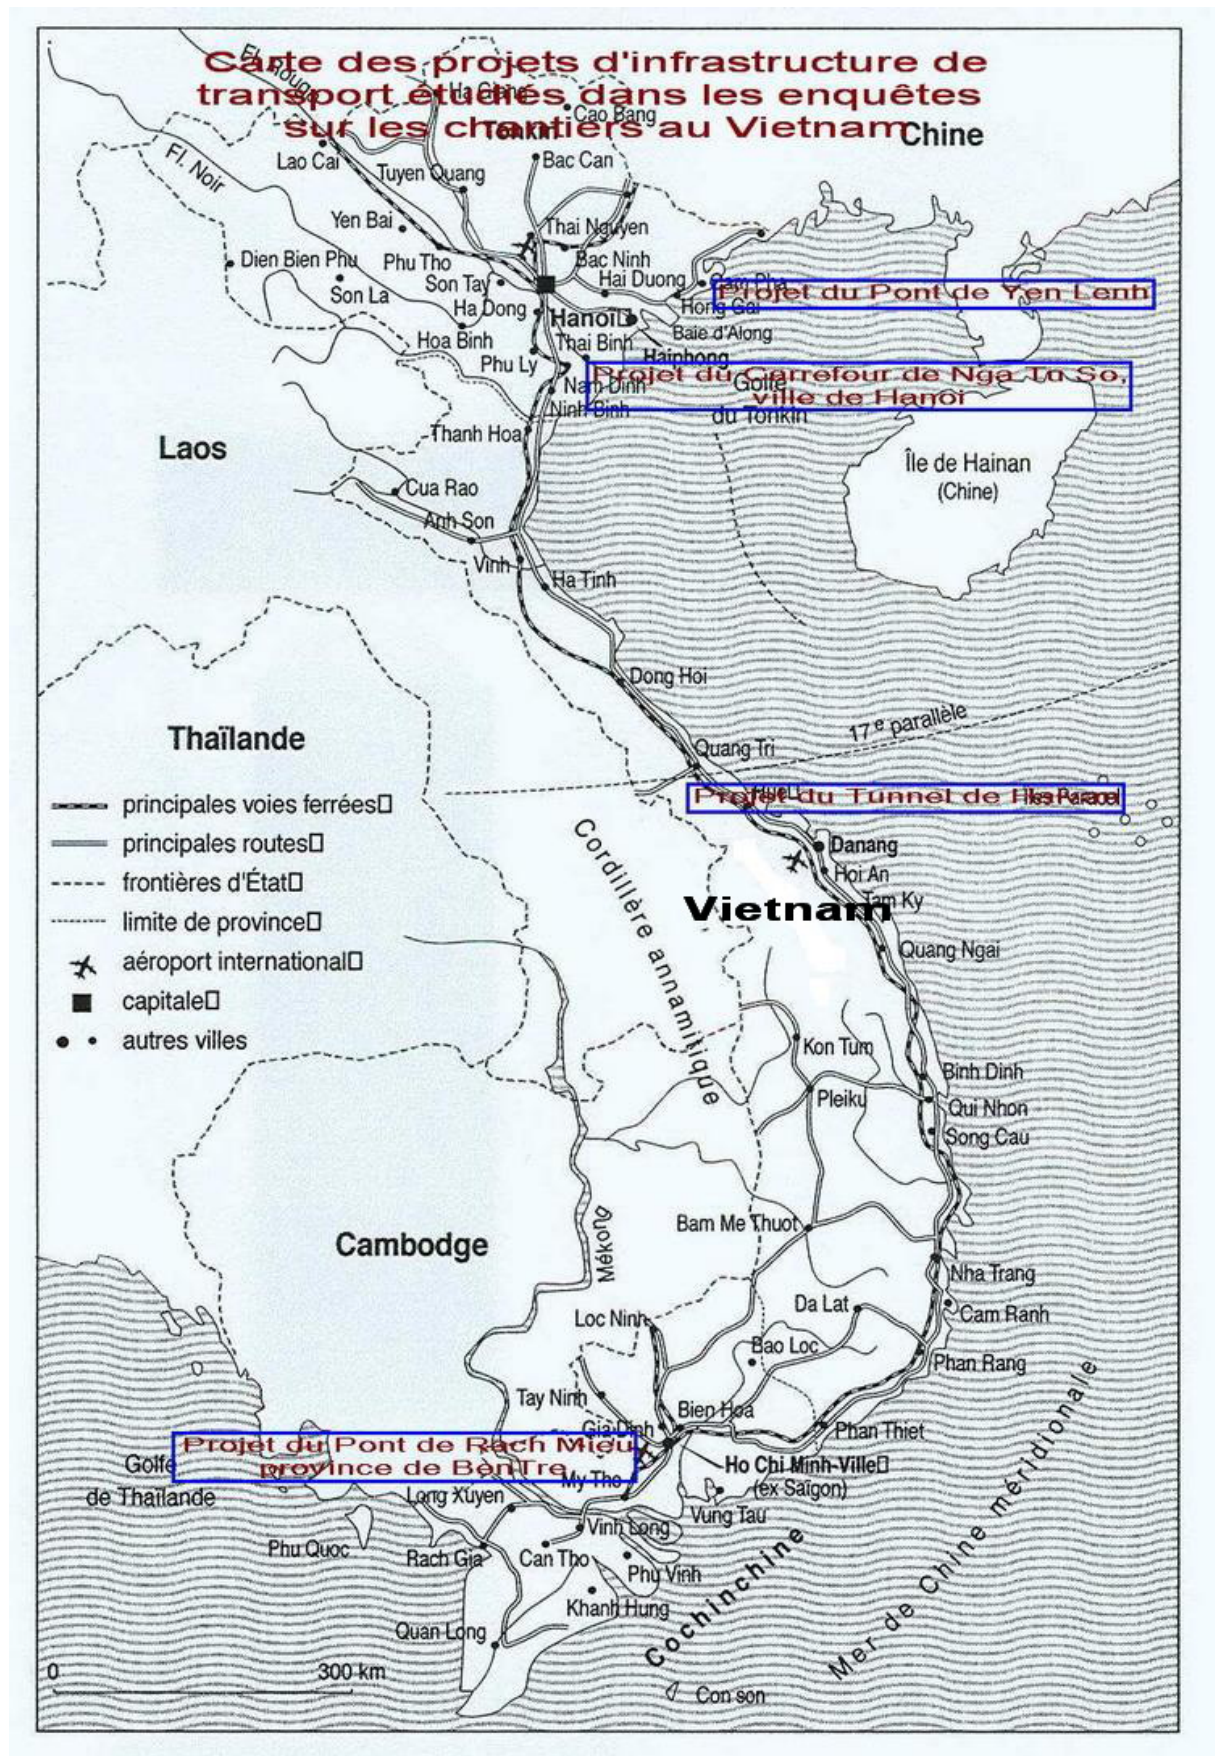 Carte des projets d'infrastructure de
transport étudiés dans les enquêtes
sur les chantiers au Vietnam
Fl. Rouge
Ha Giang
Cao Bang
Tonkin
Chine
Lao Cai
Bac Can
Fl. Noir
Tuyen Quang
Yen Bai
Thai Nguyen
Dien Bien Phu
Phu Tho
Bac Ninh
Son Tay
Hai Duong
Cam Pha
Projet du Pont de Yen Lenh
Son La
Ha Dong
Hong Gai
Hanoi
Baie d'Along
Hoa Binh
Thai Binh
Haiphong
Phu Ly
Projet du Carrefour de Nga Tu So,
ville de Hanoi
Nam Dinh
Golfe
du Tonkin
Ninh Binh
Thanh Hoa
Laos
Île de Hainan
(Chine)
Cua Rao
Anh Son
Vinh
Ha Tinh
Dong Hoi
17e parallèle
Thaïlande
Quang Tri
Hué
Projet du Tunnel de
principales voies ferrées
principales routes
frontières d'État
limite de province
aéroport international
capitale
autres villes
Danang
Hoi An
Tam Ky
Vietnam
Cordillère annamitique
Quang Ngai
Kon Tum
Binh Dinh
Pleiku
Qui Nhon
Song Cau
Bam Me Thuot
Cambodge
Mékong
Nha Trang
Da Lat
Cam Ranh
Loc Ninh
Bao Loc
Phan Rang
Tay Ninh
Bien Hoa
Gia Dinh
Phan Thiet
Projet du Pont de Rach Mieu
province de BenTre
Golfe
de Thaïlande
Ho Chi Minh-Ville
(ex Saïgon)
My Tho
Long Xuyen
Vung Tau
Vinh Long
Phu Quoc
Rach Gia
Can Tho
Phu Vinh
Khanh Hung
Quan Long
Cochinchine
Mer de Chine méridionale
0 300 km
Con son